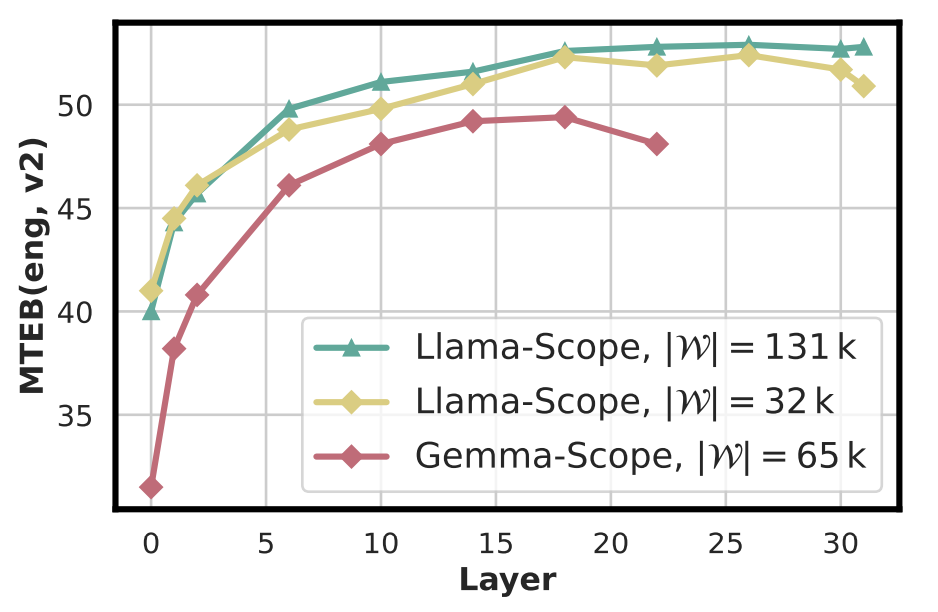 MTEB(eng, v2)
50
45
40
35
Llama-Scope, |𝒲| = 131 k
Llama-Scope, |𝒲| = 32 k
Gemma-Scope, |𝒲| = 65 k
0 5 10 15 20 25 30
Layer